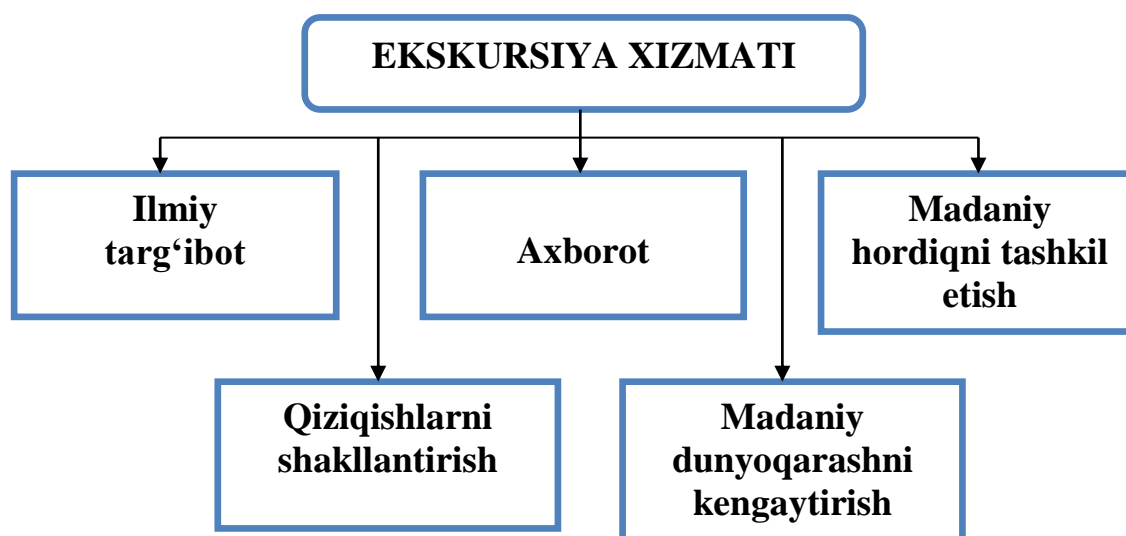 EKSKURSIYA XIZMATI
Ilmiy
targ‘ibot
Axborot
Madaniy
hordiqni tashkil
etish
Qiziqishlarni
shakllantirish
Madaniy
dunyoqarashni
kengaytirish